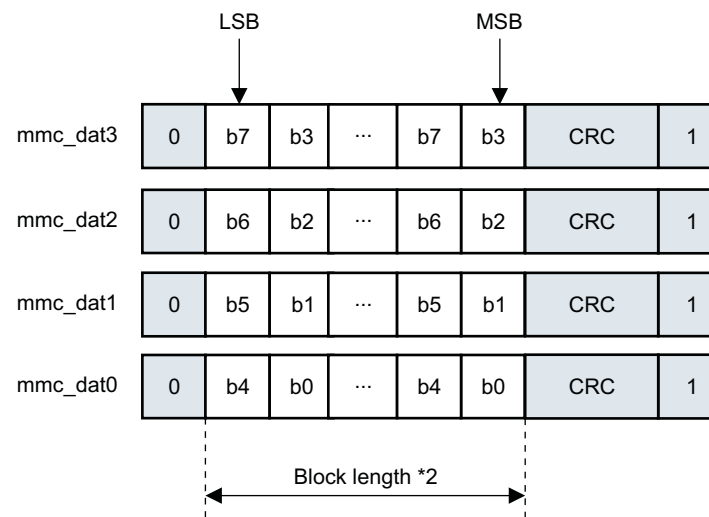 LSB MSB
mmc_dat3 0 b7 b3 ... b7 b3 CRC 1
mmc_dat2 0 b6 b2 ... b6 b2 CRC 1
mmc_dat1 0 b5 b1 ... b5 b1 CRC 1
mmc_dat0 0 b4 b0 ... b4 b0 CRC 1
Block length *2